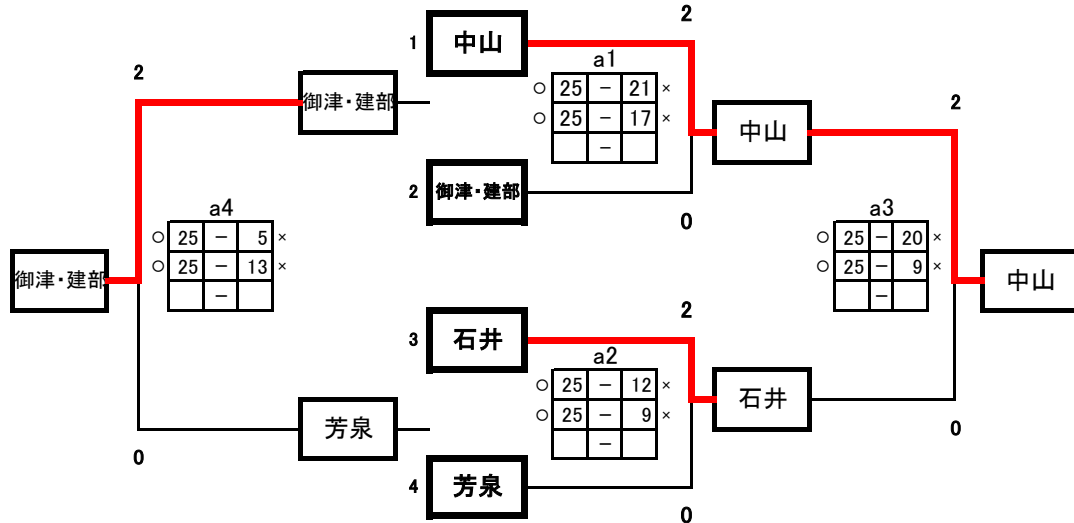 2
1 中山
a1
2
御津・建部
○ 25 － 21 ×
2
○ 25 － 17 ×
中山
－
2 御津・建部
a4
a3
0
○ 25 － 5 ×
○ 25 － 20 ×
○ 25 － 13 ×
○ 25 － 9 ×
御津・建部
中山
－
－
2
3 石井
a2
○ 25 － 12 ×
石井
○ 25 － 9 ×
芳泉
－
0
0
4 芳泉
0